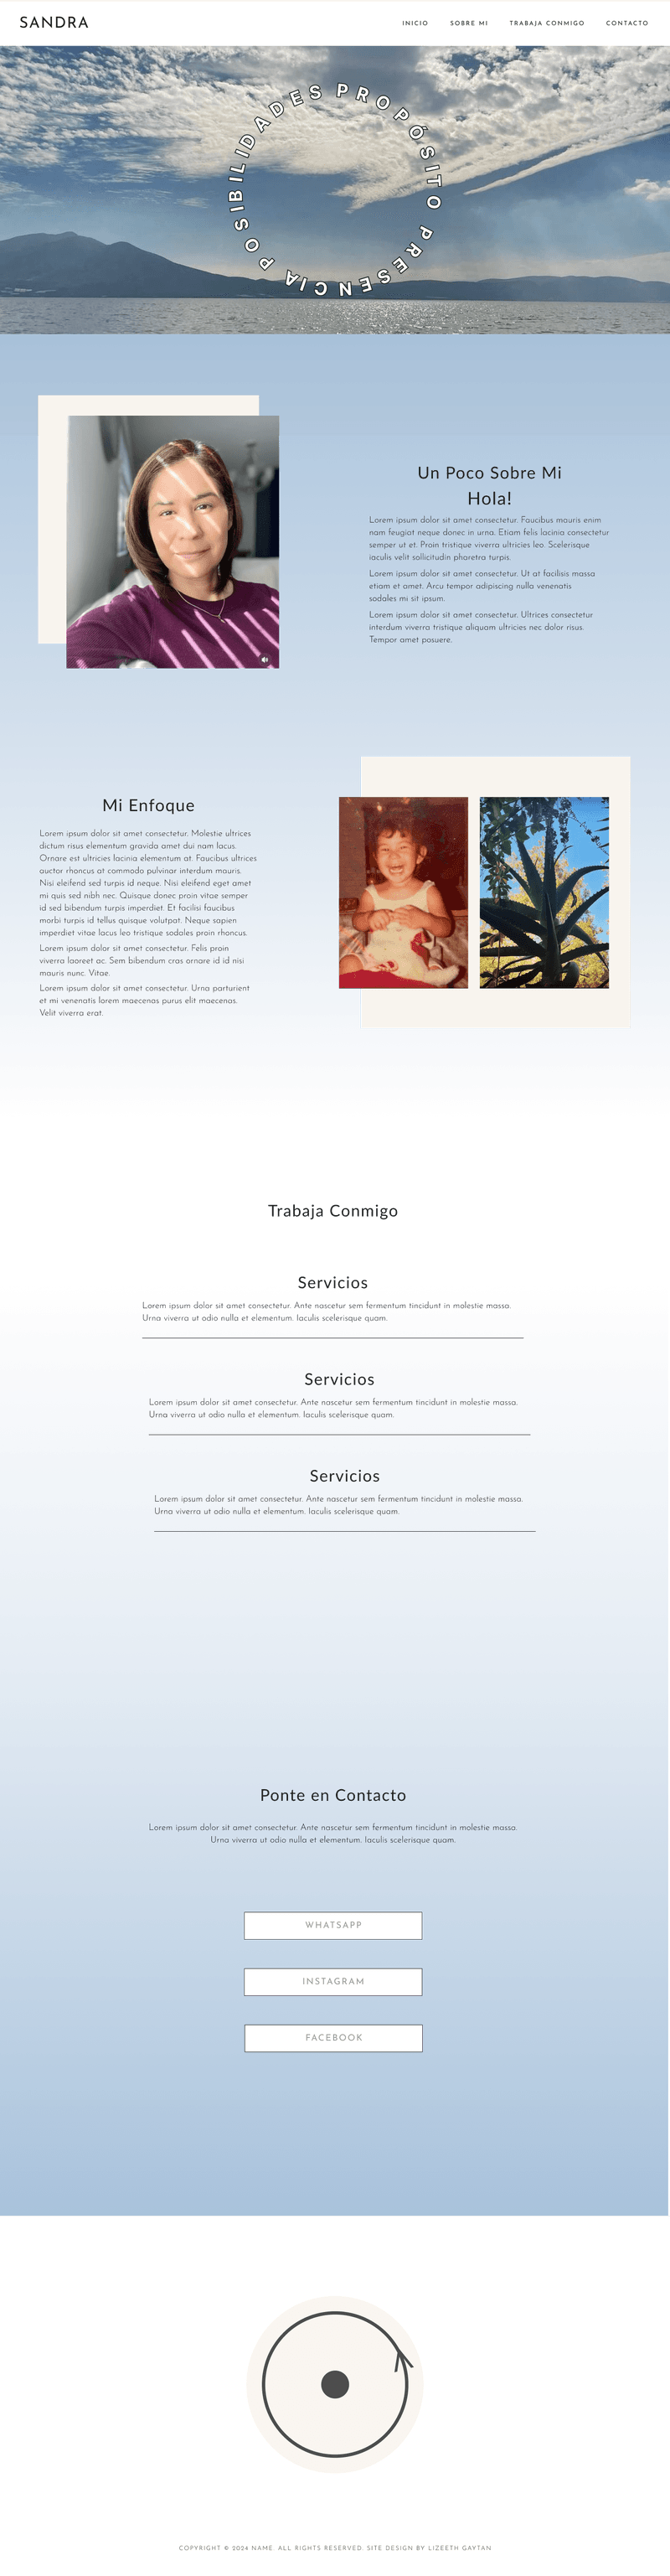 SANDRA
INICIO SOBRE MI TRABAJA CONMIGO CONTACTO
PROPÓSITO PRESENCIA POSIBILIDADES
Un Poco Sobre Mi
Hola!
Lorem ipsum dolor sit amet consectetur. Faucibus mauris enim
nam feugiat neque donec in urna. Etiam felis lacinia consectetur
semper ut et. Proin tristique viverra ultricies leo. Scelerisque
iaculis velit sollicitudin pharetra turpis.
Lorem ipsum dolor sit amet consectetur. Ut at facilisis massa
etiam et amet. Arcu tempor adipiscing nulla venenatis
sodales mi sit ipsum.
Lorem ipsum dolor sit amet consectetur. Ultrices consectetur
interdum viverra tristique aliquam ultricies nec dolor risus.
Tempor amet posuere.
Mi Enfoque
Lorem ipsum dolor sit amet consectetur. Molestie ultrices
dictum risus elementum gravida amet dui nam lacus.
Ornare est ultricies lacinia elementum at. Faucibus ultrices
auctor rhoncus at commodo pulvinar interdum mauris.
Nisi eleifend sed turpis id neque. Nisi eleifend eget amet
mi quis sed nibh nec. Quisque donec proin vitae semper
id sed bibendum turpis imperdiet. Et facilisi faucibus
morbi turpis id tellus quisque volutpat. Neque sapien
imperdiet vitae lacus leo tristique sodales proin rhoncus.
Lorem ipsum dolor sit amet consectetur. Felis proin
viverra laoreet ac. Sem bibendum cras ornare id id nisi
mauris nunc. Vitae.
Lorem ipsum dolor sit amet consectetur. Urna parturient
et mi venenatis lorem maecenas purus elit maecenas.
Velit viverra erat.
Trabaja Conmigo
Servicios
Lorem ipsum dolor sit amet consectetur. Ante nascetur sem fermentum tincidunt in molestie massa.
Urna viverra ut odio nulla et elementum. Iaculis scelerisque quam.
Servicios
Lorem ipsum dolor sit amet consectetur. Ante nascetur sem fermentum tincidunt in molestie massa.
Urna viverra ut odio nulla et elementum. Iaculis scelerisque quam.
Servicios
Lorem ipsum dolor sit amet consectetur. Ante nascetur sem fermentum tincidunt in molestie massa.
Urna viverra ut odio nulla et elementum. Iaculis scelerisque quam.
Ponte en Contacto
Lorem ipsum dolor sit amet consectetur. Ante nascetur sem fermentum tincidunt in molestie massa.
Urna viverra ut odio nulla et elementum. Iaculis scelerisque quam.
WHATSAPP
INSTAGRAM
FACEBOOK
COPYRIGHT © 2024 NAME. ALL RIGHTS RESERVED. SITE DESIGN BY LIZEETH GAYTAN